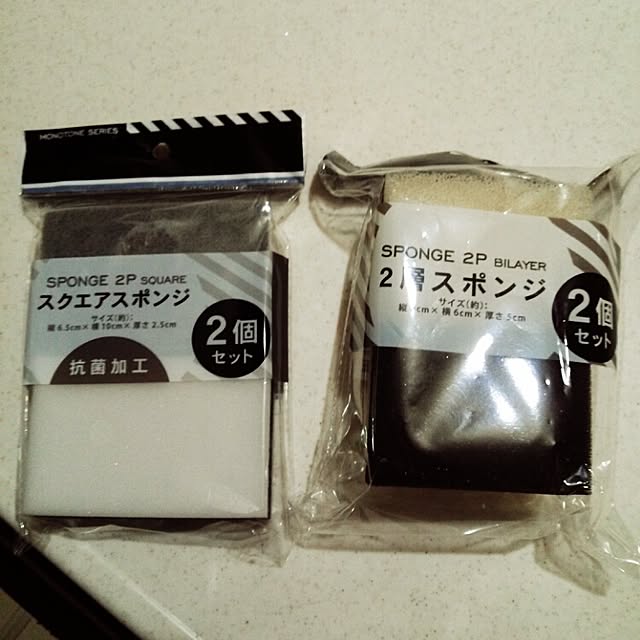 MONOTONE SERIES
SPONGE 2P SQUARE
スクエアスポンジ
サイズ(約):
縦6.5cm×横10cm×厚さ2.5cm
2個
セット
抗菌加工
SPONGE 2P BILAYER
2層スポンジ
サイズ(約):
横6cm×厚さ
2個
セット